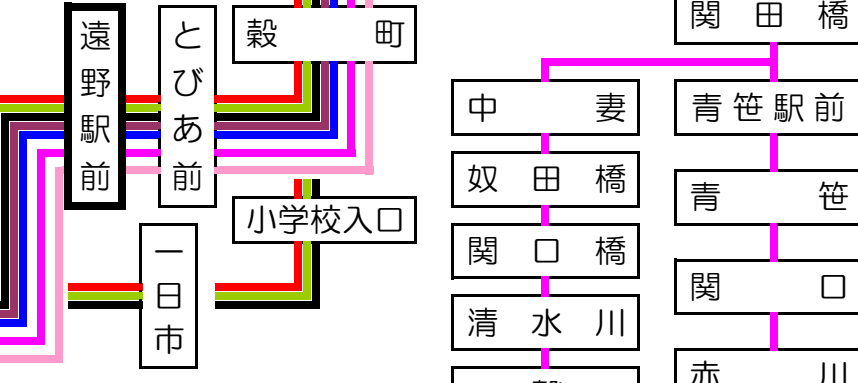 遠野駅前
とぴあ前
穀町
小学校入口
一日市
関田橋
中妻
奴田橋
関口橋
清水川
青笹駅前
青笹
関口
赤川